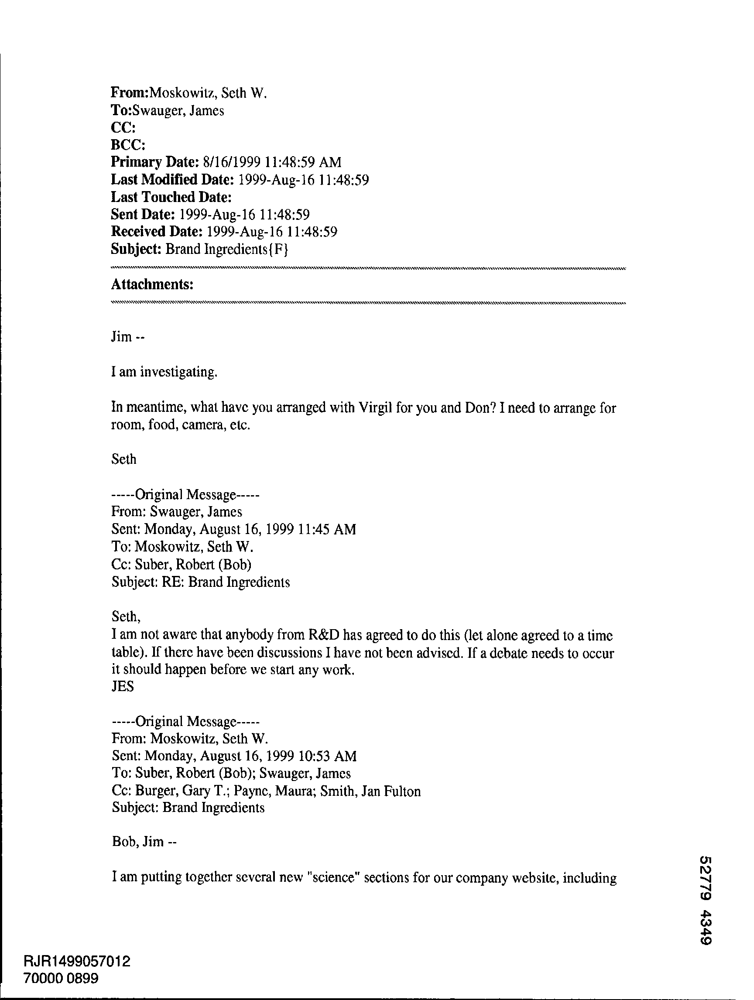 From:Moskowitz, Seth W.
To:Swauger, James
CC:
BCC:
Primary Date: 8/16/1999 11:48:59 AM
Last Modified Date: 1999-Aug-16 11:48:59
Last Touched Date:
Sent Date: 1999-Aug-16 11:48:59
Received Date: 1999-Aug-16 11:48:59
Subject: Brand Ingredients{F}
Attachments:
Jim --
I am investigating.
In meantime, what have you arranged with Virgil for you and Don? I need to arrange for
room, food, camera, etc.
Seth
-----Original Message-----
From: Swauger, James
Sent: Monday, August 16, 1999 11:45 AM
To: Moskowitz, Seth W.
Cc: Suber, Robert (Bob)
Subject: RE: Brand Ingredients
Seth,
I am not aware that anybody from R&D has agreed to do this (let alone agreed to a time
table). If there have been discussions I have not been advised. If a debate needs to occur
it should happen before we start any work.
JES
-----Original Message-----
From: Moskowitz, Seth W.
Sent: Monday, August 16, 1999 10:53 AM
To: Suber, Robert (Bob); Swauger, James
Cc: Burger, Gary T.; Payne, Maura; Smith, Jan Fulton
Subject: Brand Ingredients
Bob, Jim --
I am putting together several new "science" sections for our company website, including
52779 4349
RJR1499057012
70000 0899